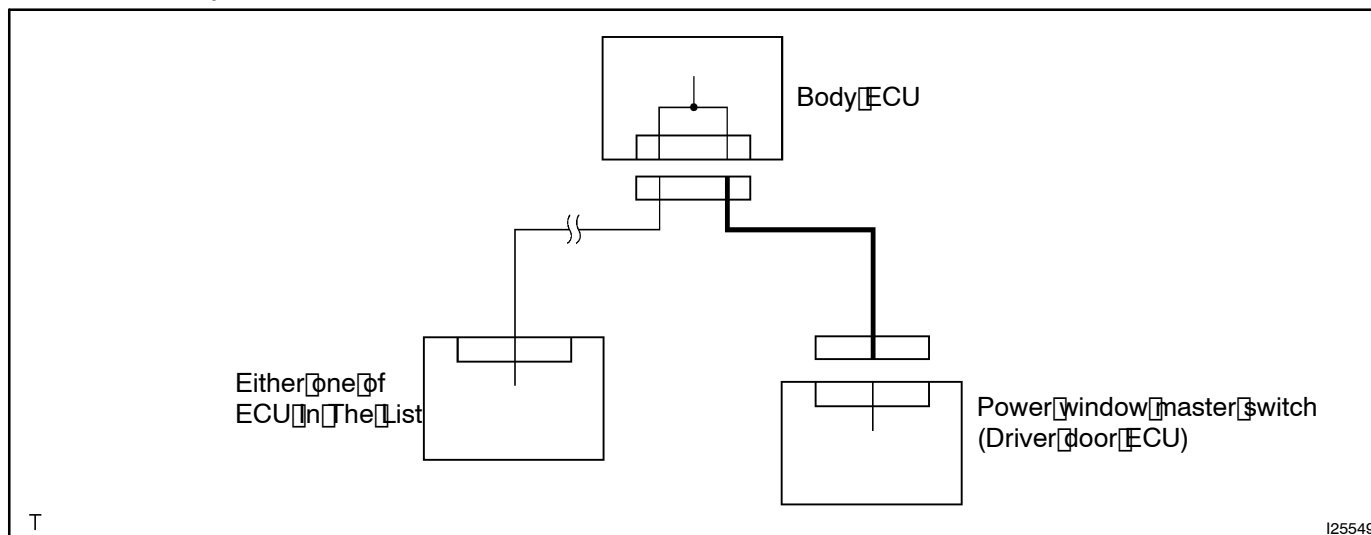 Body ECU
Either one of
ECU In The List
Power window master switch
(Driver door ECU)
T
I25549